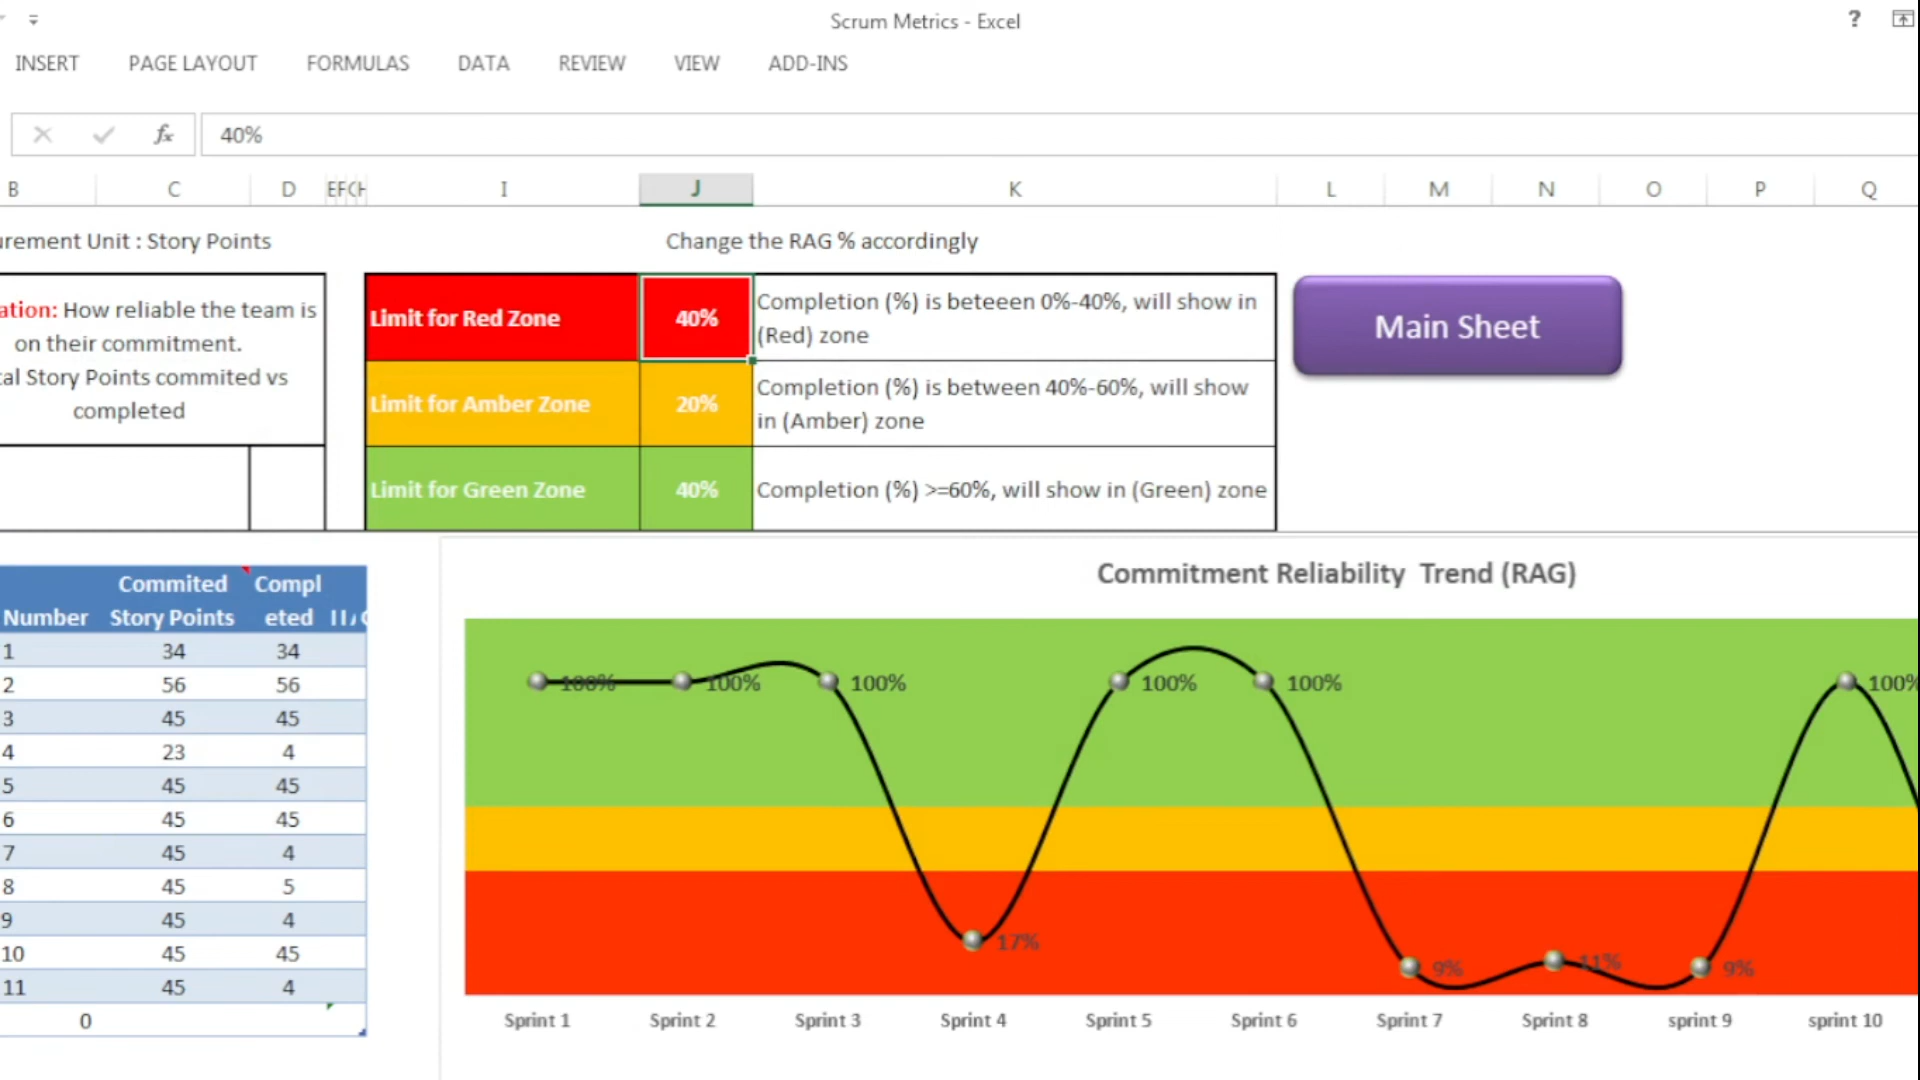 Scrum Metrics - Excel
?
INSERT PAGE LAYOUT FORMULAS DATA REVIEW VIEW ADD-INS
fx 40%
B C D E F G H I J K L M N O P Q
urement Unit : Story Points
Change the RAG % accordingly
ation: How reliable the team is
on their commitment.
tal Story Points commited vs
completed
Limit for Red Zone 40% Completion (%) is beteeen 0%-40%, will show in
(Red) zone
Main Sheet
Limit for Amber Zone 20% Completion (%) is between 40%-60%, will show
in (Amber) zone
Limit for Green Zone 40% Completion (%) >=60%, will show in (Green) zone
Number Commited
Story Points Compl
eted
1 34 34
2 56 56
3 45 45
4 23 4
5 45 45
6 45 45
7 45 4
8 45 5
9 45 4
10 45 45
11 45 4
0
Commitment Reliability Trend (RAG)
100% 100% 100% 100% 100% 100%
17%
9% 11% 9%
Sprint 1 Sprint 2 Sprint 3 Sprint 4 Sprint 5 Sprint 6 Sprint 7 Sprint 8 sprint 9 sprint 10